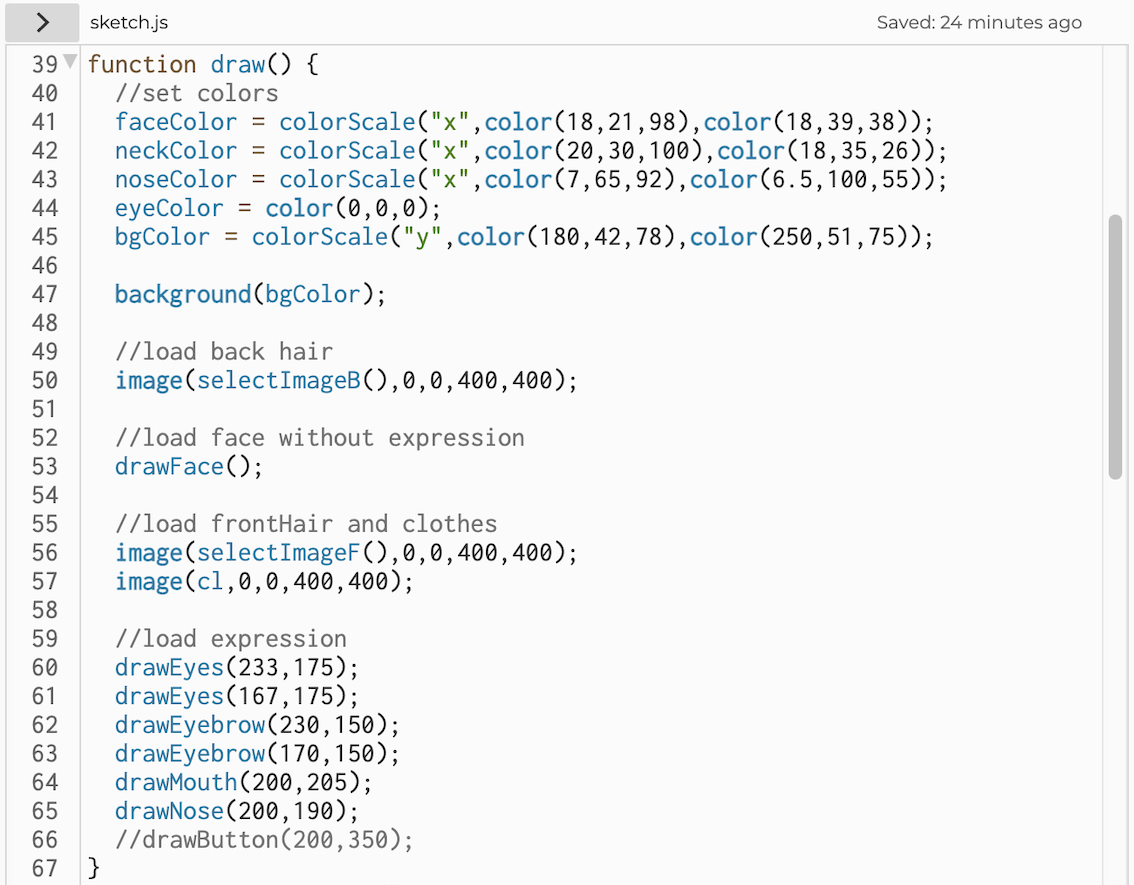 sketch.js Saved: 24 minutes ago
39 function draw() {
40 //set colors
41 faceColor = colorScale("x",color(18,21,98),color(18,39,38));
42 neckColor = colorScale("x",color(20,30,100),color(18,35,26));
43 noseColor = colorScale("x",color(7,65,92),color(6.5,100,55));
44 eyeColor = color(0,0,0);
45 bgColor = colorScale("y",color(180,42,78),color(250,51,75));
46
47 background(bgColor);
48
49 //load back hair
50 image(selectImageB(),0,0,400,400);
51
52 //load face without expression
53 drawFace();
54
55 //load frontHair and clothes
56 image(selectImageF(),0,0,400,400);
57 image(cl,0,0,400,400);
58
59 //load expression
60 drawEyes(233,175);
61 drawEyes(167,175);
62 drawEyebrow(230,150);
63 drawEyebrow(170,150);
64 drawMouth(200,205);
65 drawNose(200,190);
66 //drawButton(200,350);
67 }